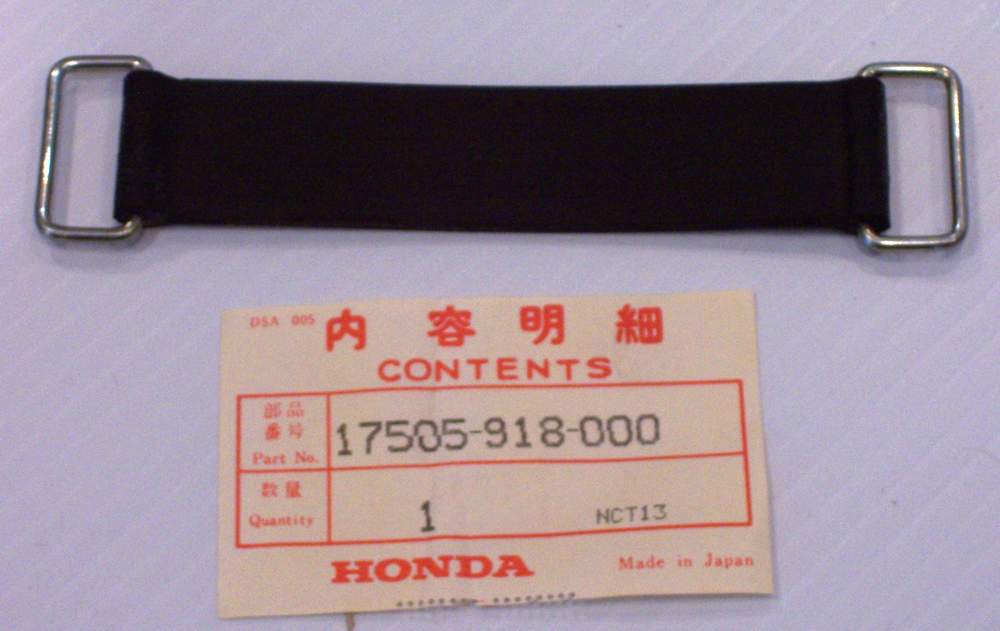 DSA 005
内容明細
CONTENTS
部品
番号
Part No.
17505-918-000
数量
Quantity
1
NCT13
HONDA
Made in Japan